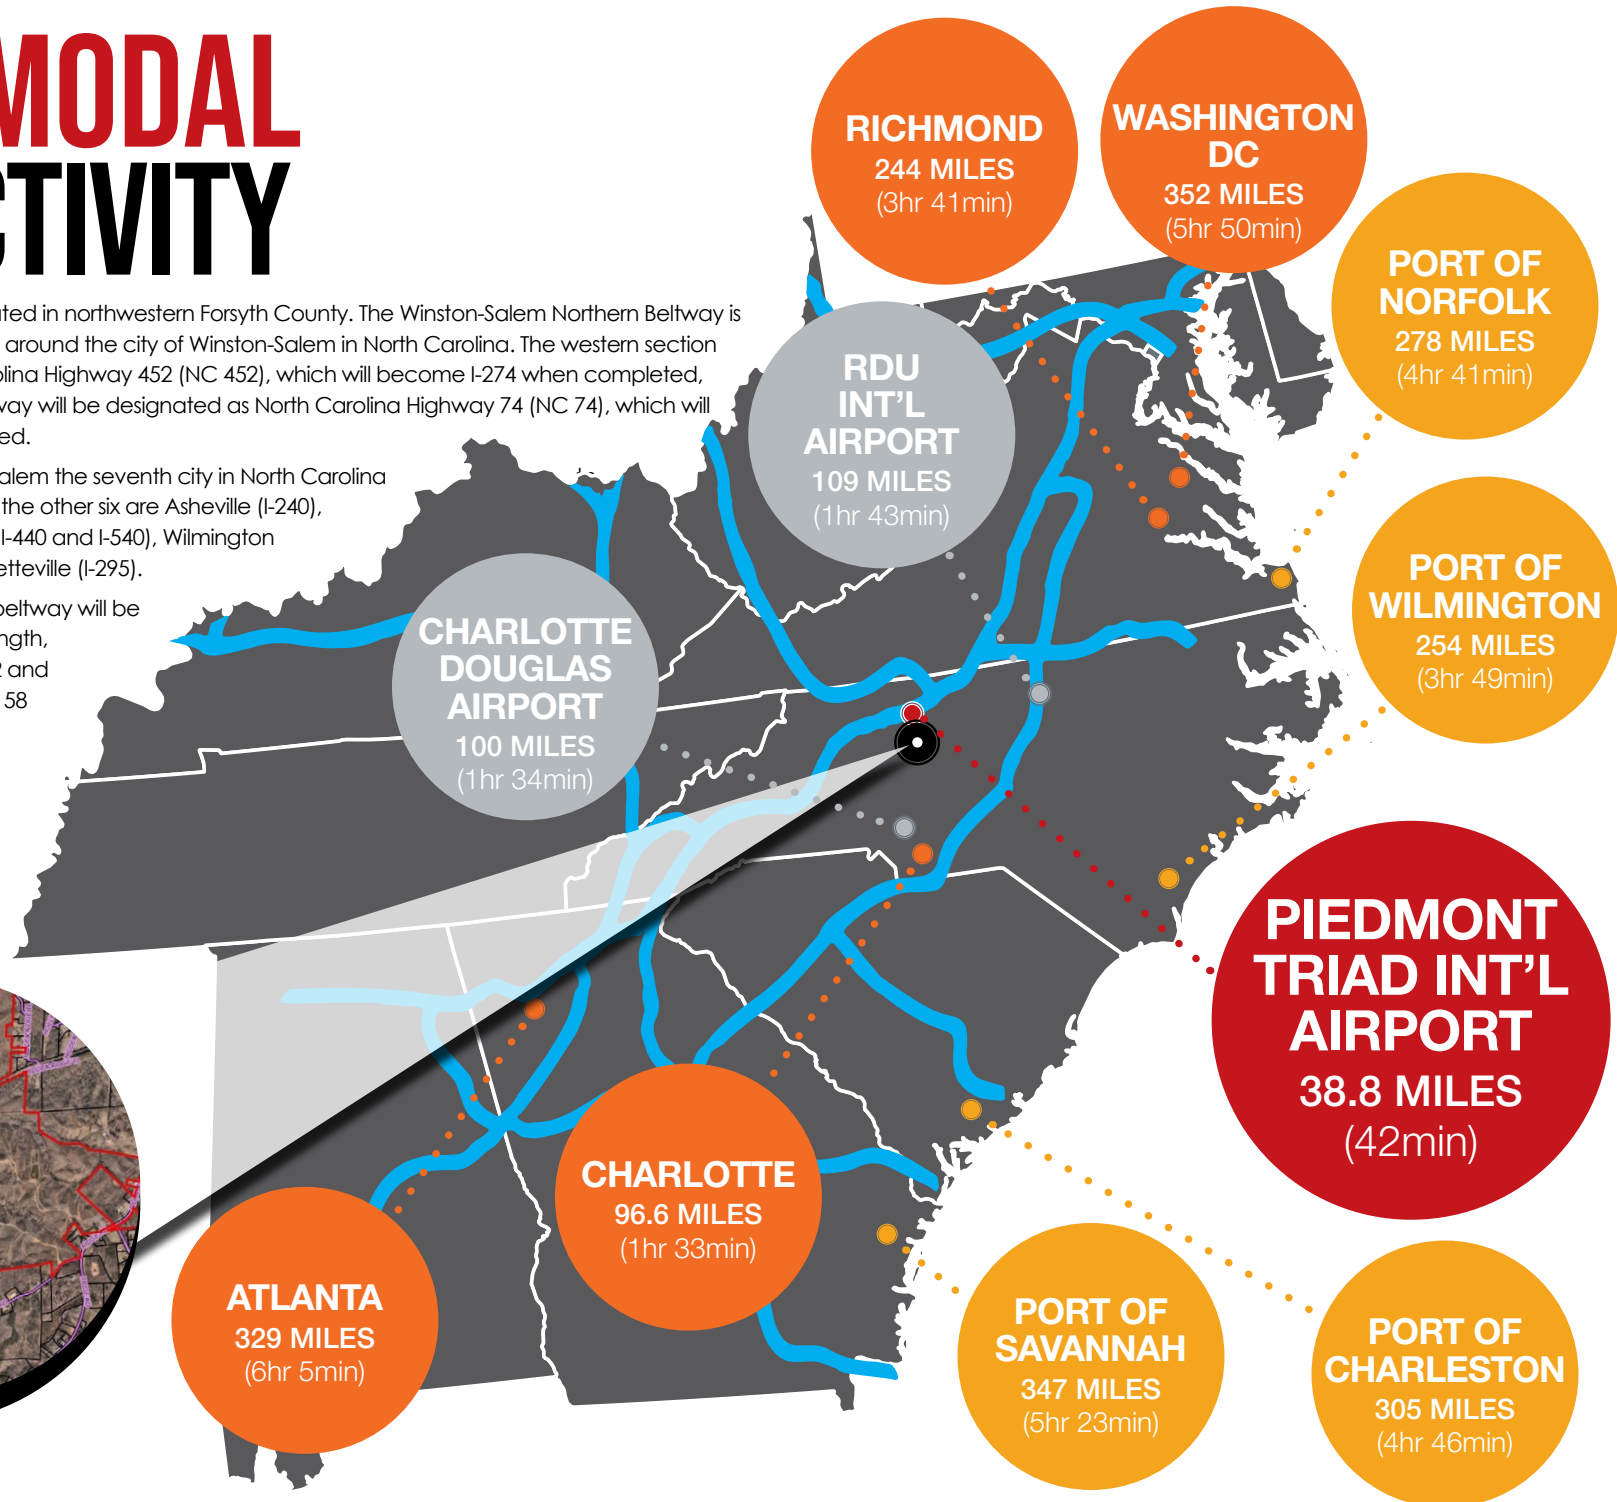 MODAL
CTIVITY
ated in northwestern Forsyth County. The Winston-Salem Northern Beltway is
around the city of Winston-Salem in North Carolina. The western section
olina Highway 452 (NC 452), which will become I-274 when completed,
way will be designated as North Carolina Highway 74 (NC 74), which will
ed.
alem the seventh city in North Carolina
the other six are Asheville (I-240),
I-440 and I-540), Wilmington
etteville (I-295).
beltway will be
ngth,
2 and
58
RICHMOND
244 MILES
(3hr 41min)
WASHINGTON
DC
352 MILES
(5hr 50min)
PORT OF
NORFOLK
278 MILES
(4hr 41min)
RDU
INT'L
AIRPORT
109 MILES
(1hr 43min)
PORT OF
WILMINGTON
254 MILES
(3hr 49min)
CHARLOTTE
DOUGLAS
AIRPORT
100 MILES
(1hr 34min)
PIEDMONT
TRIAD INT'L
AIRPORT
38.8 MILES
(42min)
CHARLOTTE
96.6 MILES
(1hr 33min)
ATLANTA
329 MILES
(6hr 5min)
PORT OF
SAVANNAH
347 MILES
(5hr 23min)
PORT OF
CHARLESTON
305 MILES
(4hr 46min)